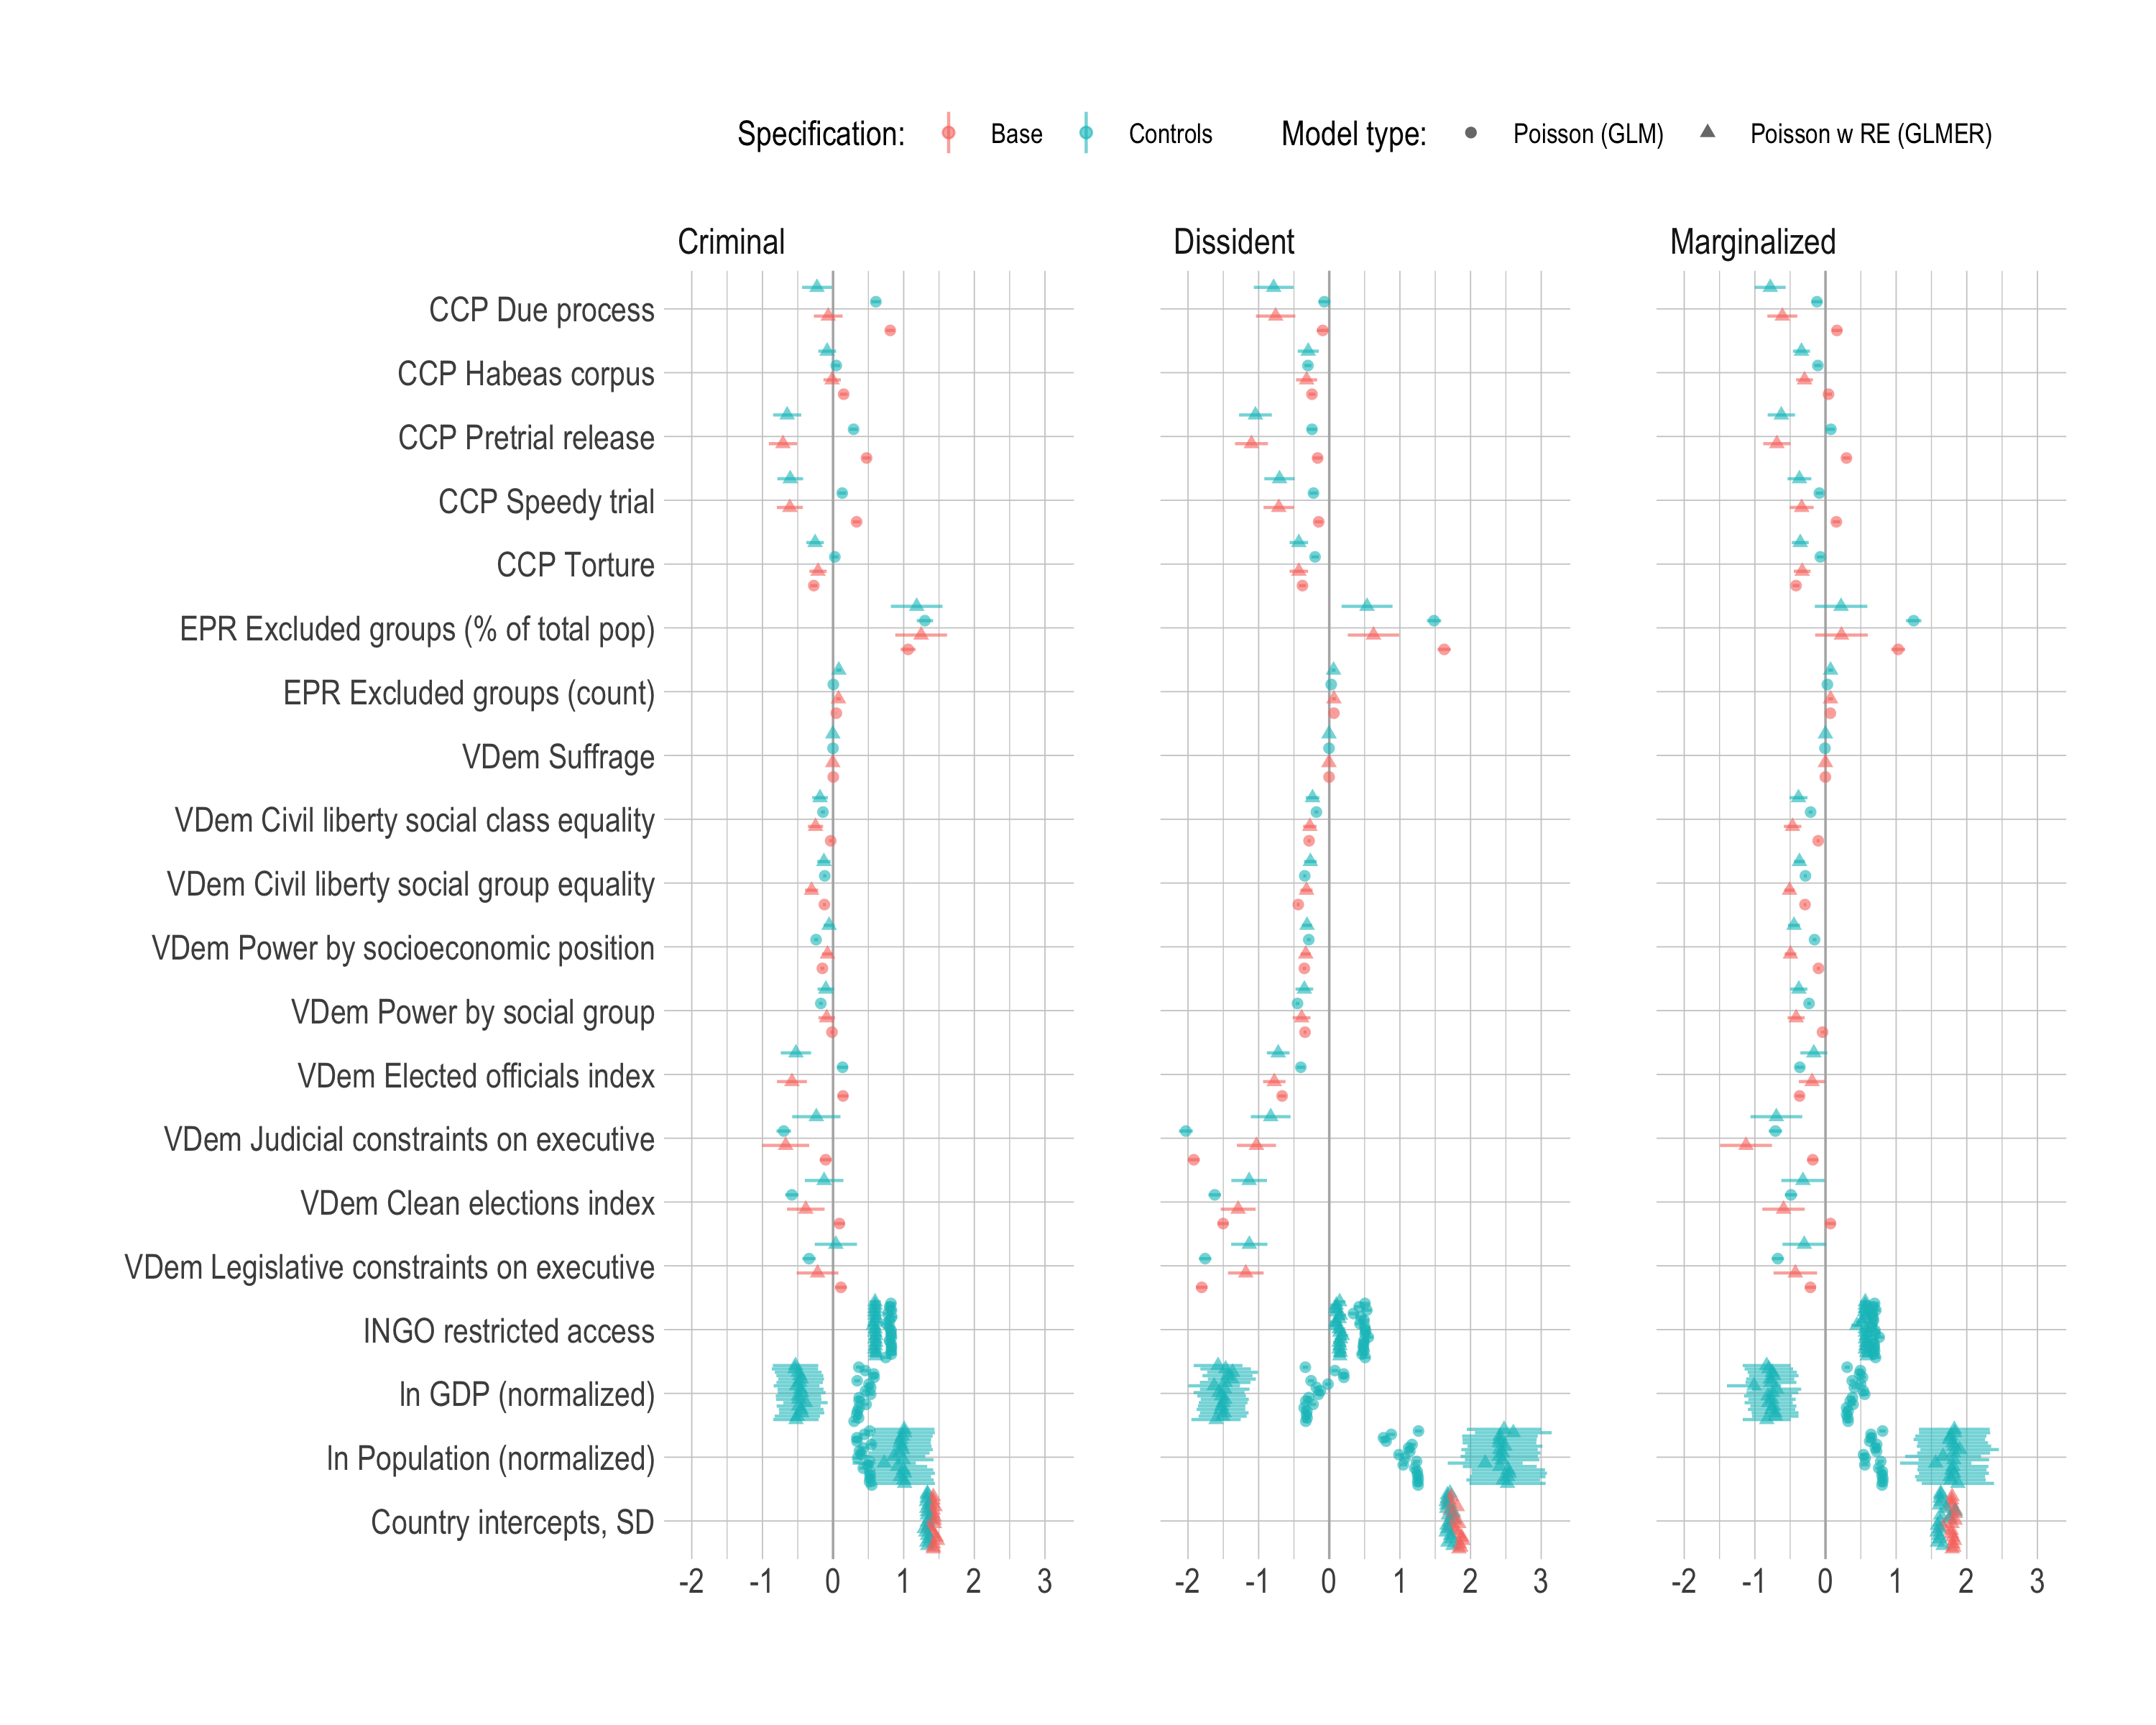 Specification: Base Controls Model type: Poisson (GLM) Poisson w RE (GLMER)
Criminal Dissident Marginalized
CCP Due process
CCP Habeas corpus
CCP Pretrial release
CCP Speedy trial
CCP Torture
EPR Excluded groups (% of total pop)
EPR Excluded groups (count)
VDem Suffrage
VDem Civil liberty social class equality
VDem Civil liberty social group equality
VDem Power by socioeconomic position
VDem Power by social group
VDem Elected officials index
VDem Judicial constraints on executive
VDem Clean elections index
VDem Legislative constraints on executive
INGO restricted access
ln GDP (normalized)
ln Population (normalized)
Country intercepts, SD
-2 -1 0 1 2 3 -2 -1 0 1 2 3 -2 -1 0 1 2 3